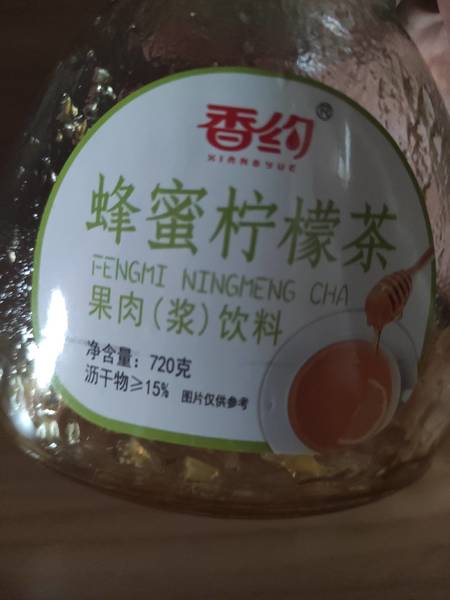 香约®
XIANGYUE
蜂蜜柠檬茶
FENGMI NINGMENG CHA
果肉(浆)饮料
净含量：720克
沥干物≥15% 图片仅供参考